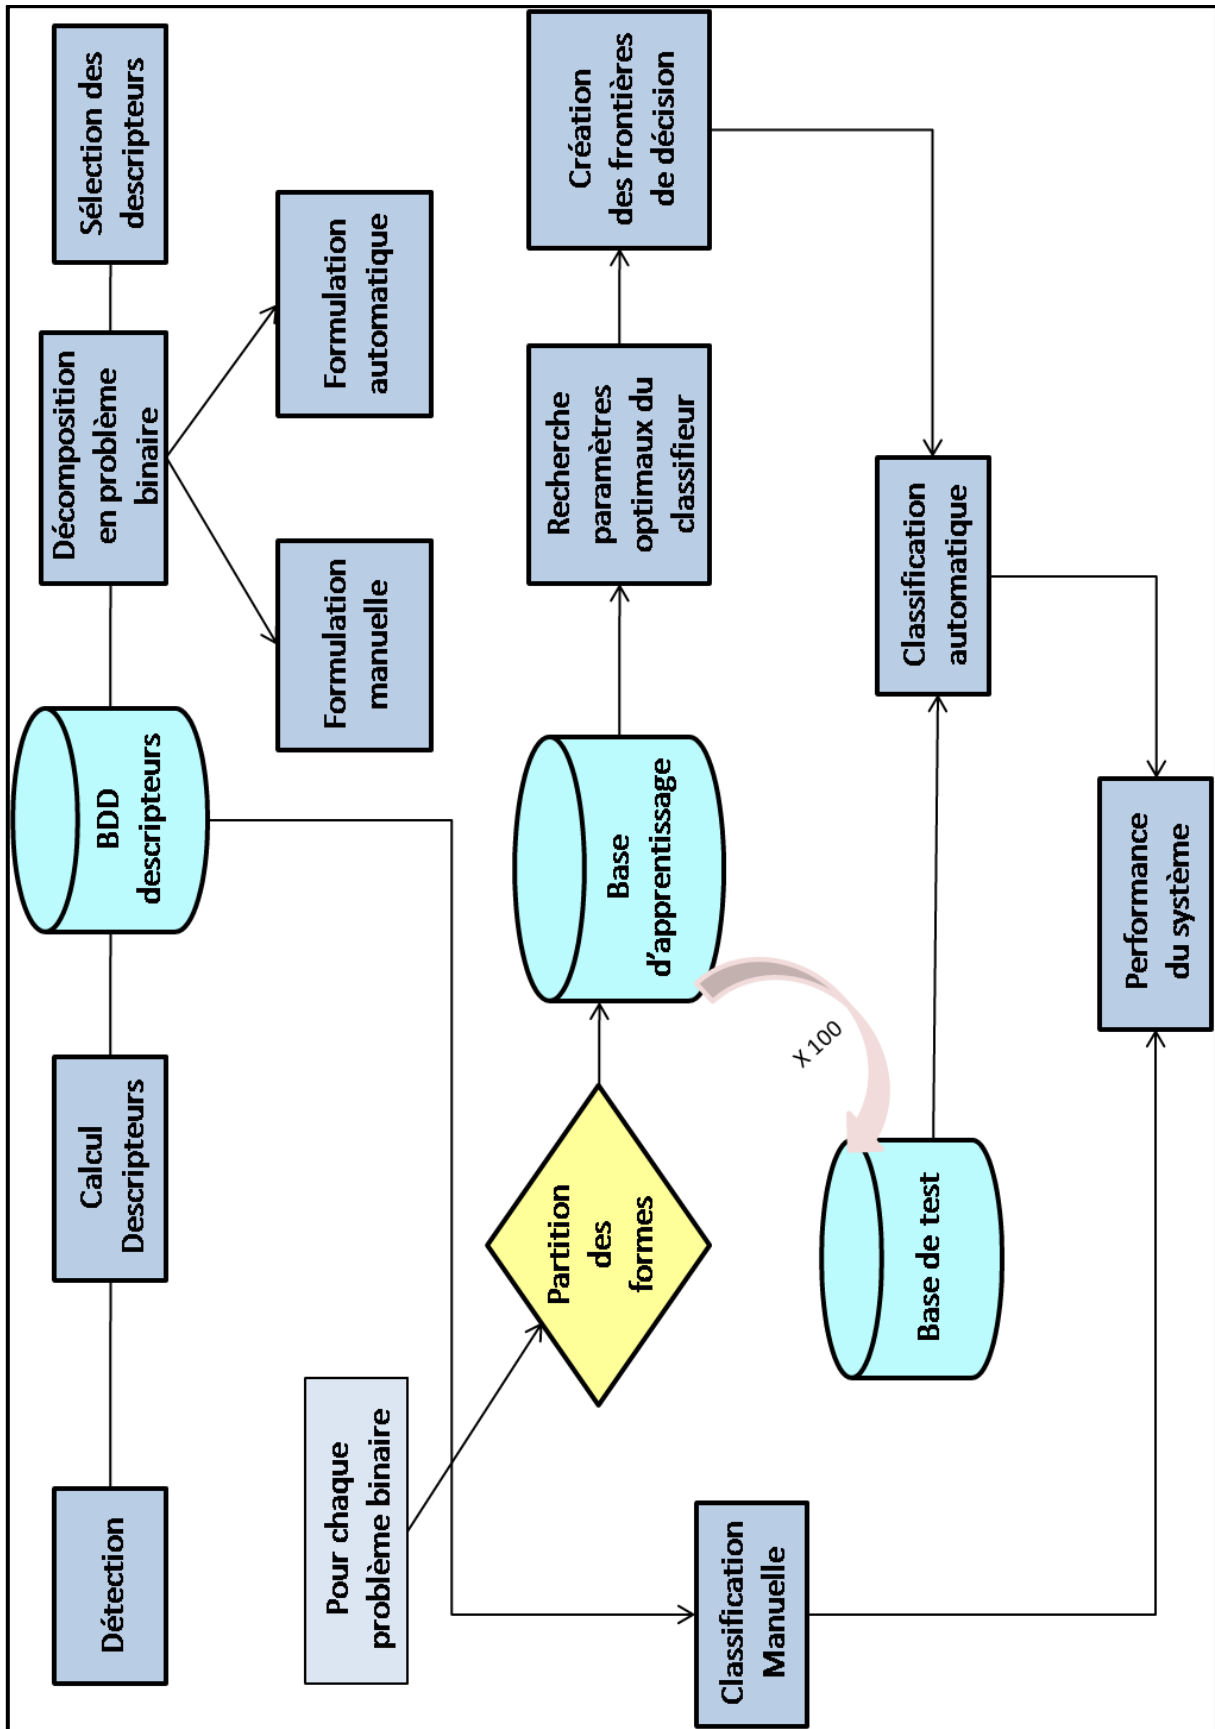 Détection
Calcul
Descripteurs
BDD
descripteurs
Décomposition
en problème
binaire
Sélection des
descripteurs
Formulation
manuelle
Formulation
automatique
Pour chaque
problème binaire
Partition
des
formes
Base
d'apprentissage
Recherche
paramètres
optimaux du
classifieur
Création
des frontières
de décision
X 100
Classification
Manuelle
Base de test
Classification
automatique
Performance
du système